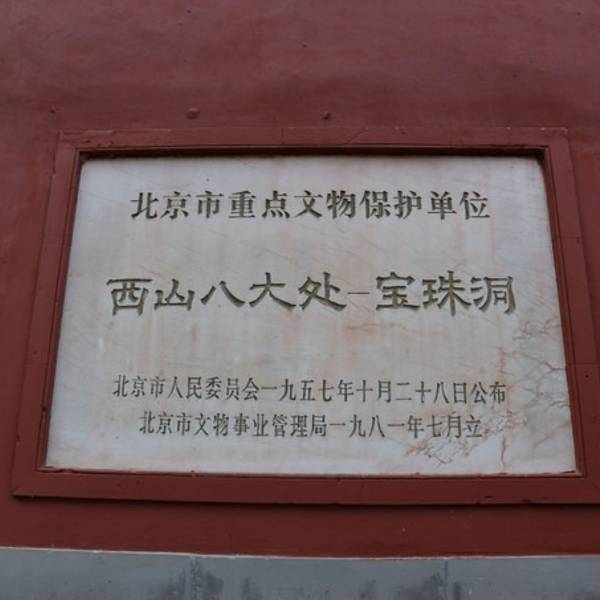 北京市重点文物保护单位
西山八大处—宝珠洞
北京市人民委员会一九五七年十月二十八日公布
北京市文物事业管理局一九八一年七月立